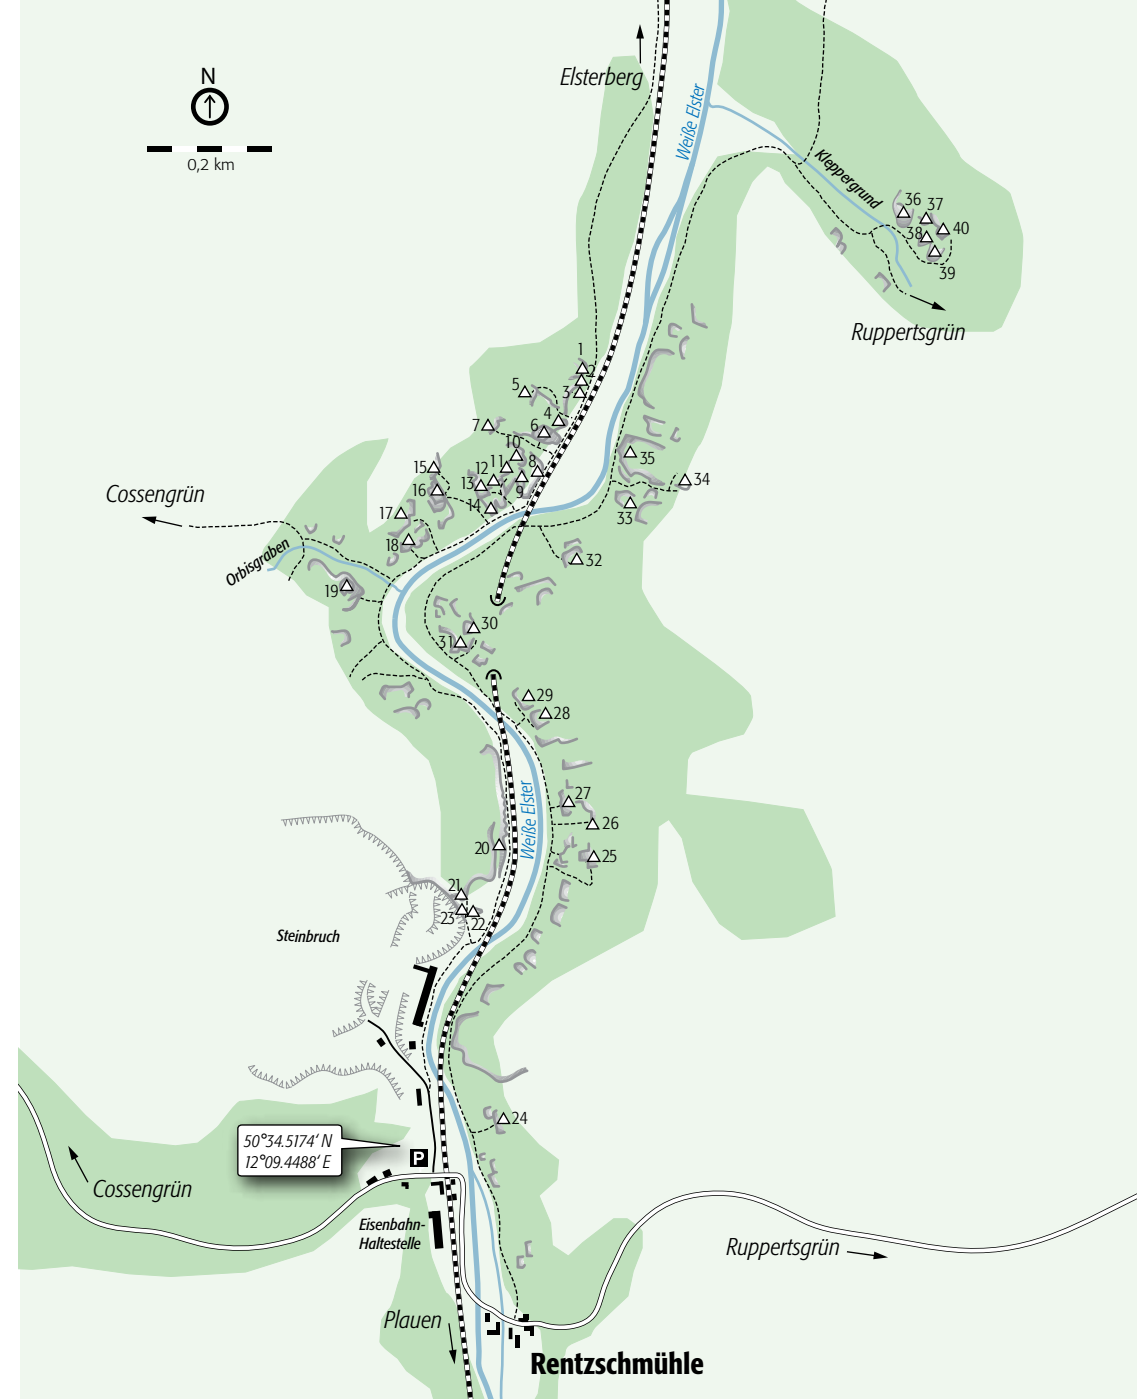 N
0,2 km
Elsterberg
Weiße Elster
Kleppergrund
36
37
38
40
39
Ruppertsgrün
1
2
3
5
4
7
6
10
8
11
12
9
13
14
15
16
17
18
35
34
33
32
Cossengrün
Orbisgraben
19
30
31
29
28
Weiße Elster
27
26
20
25
21
23
22
Steinbruch
24
50°34.5174‘ N
12°09.4488‘ E
P
Cossengrün
Eisenbahn-
Haltestelle
Ruppertsgrün
Plauen
Rentzschmühle